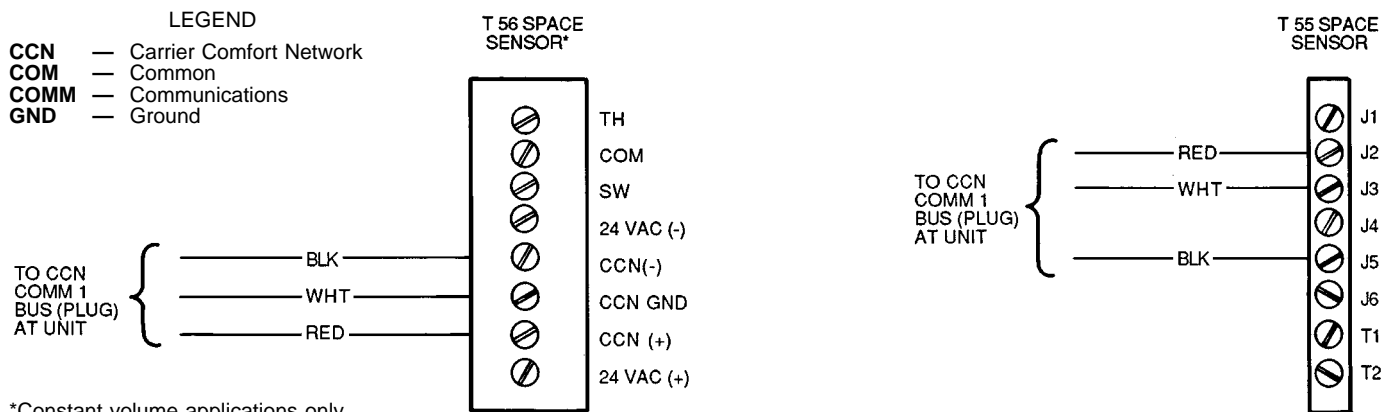 LEGEND
CCN — Carrier Comfort Network
COM — Common
COMM — Communications
GND — Ground
T 56 SPACE
SENSOR*
TH
COM
SW
24 VAC (-)
CCN(-)
CCN GND
CCN (+)
24 VAC (+)
BLK
WHT
RED
TO CCN
COMM 1
BUS (PLUG)
AT UNIT
*Constant volume applications only
T 55 SPACE
SENSOR
J1
J2
J3
J4
J5
J6
T1
T2
RED
WHT
BLK
TO CCN
COMM 1
BUS (PLUG)
AT UNIT